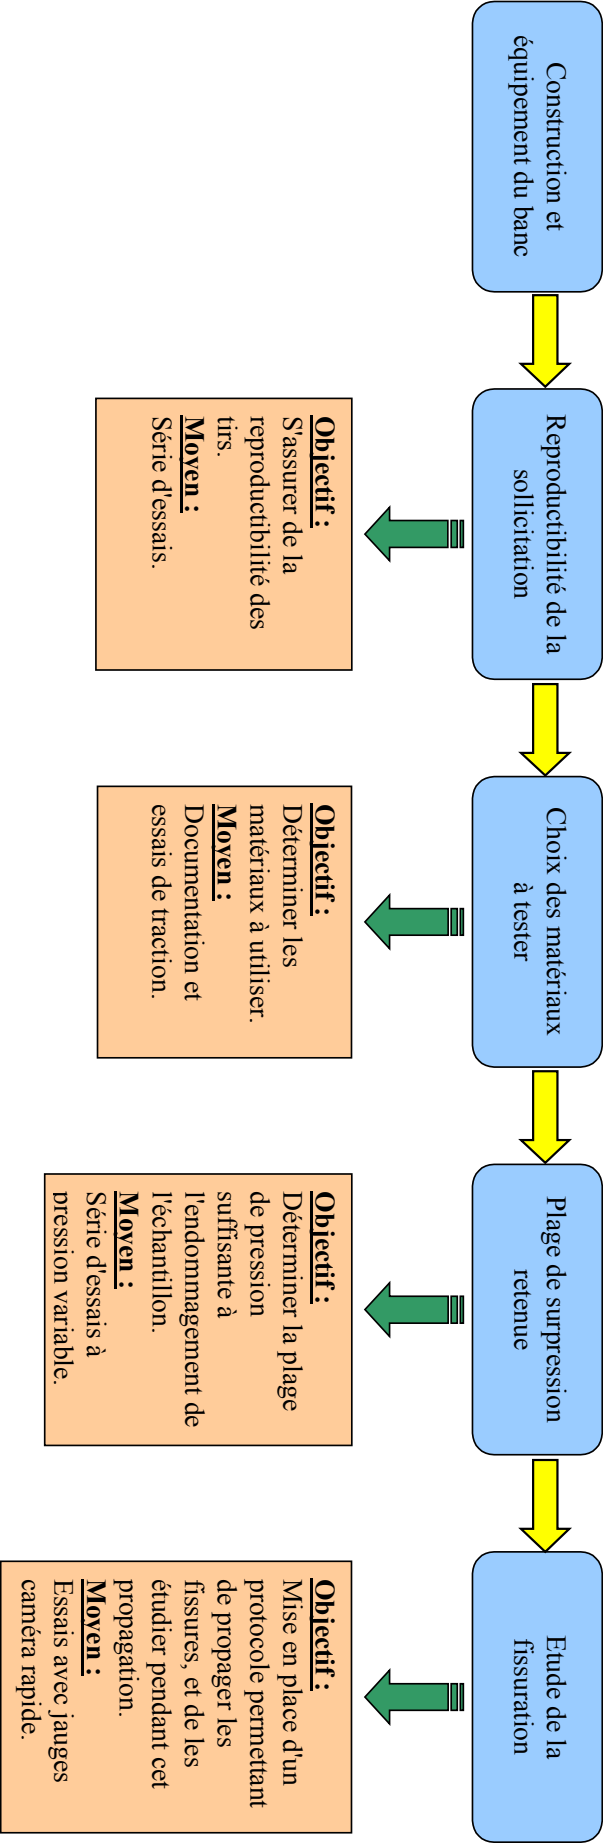 Construction et
équipement du banc
Reproductibilité de la
sollicitation
Objectif :
S'assurer de la
reproductibilité des
tirs.
Moyen :
Série d'essais.
Choix des matériaux
à tester
Objectif :
Déterminer les
matériaux à utiliser.
Moyen :
Documentation et
essais de traction.
Plage de surpression
retenue
Objectif :
Déterminer la plage
de pression
suffisante à
l'endommagement de
l'échantillon.
Moyen :
Série d'essais à
pression variable.
Etude de la
fissuration
Objectif :
Mise en place d'un
protocole permettant
de propager les
fissures, et de les
étudier pendant cet
propagation.
Moyen :
Essais avec jauges
caméra rapide.